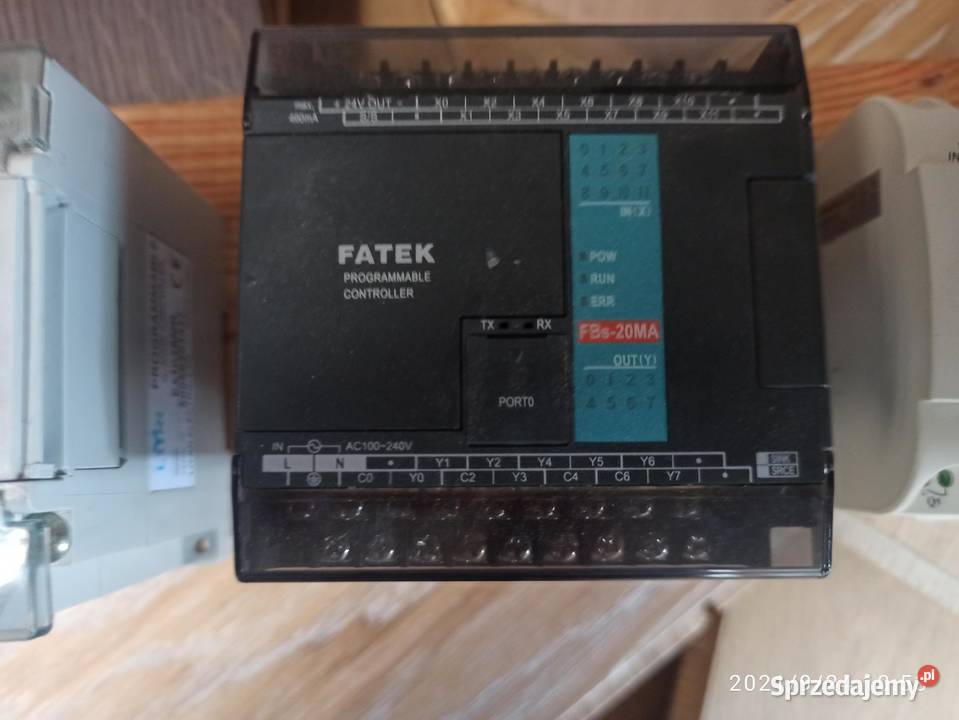 24V OUT X0 X2 X4 X6 X8 X10
S/S X1 X3 X5 X7 X9 X11
0 1 2 3
4 5 6 7
8 9 10 11
IN(X)
FATEK
PROGRAMMABLE
CONTROLLER
POW
RUN
ERR
TX RX
FBs-20MA
OUT(Y)
0 1 2 3
4 5 6 7
PORT0
IN AC100~240V
L N Y1 Y2 Y4 Y5 Y6
C0 Y0 C2 Y3 C4 C6 Y7
SINK
SRCE
IN
Sprzedajemy.pl